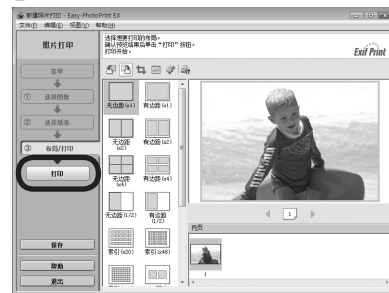 新建照片打印 - Easy-PhotoPrint EX
文件(F) 编辑(E) 视图(V) 帮助(H)
照片打印
选择想要打印的布局。
确认预览结果后单击“打印”按钮。
打印开始。
Exif Print
菜单
① 选择图像
② 选择纸张
③ 布局/打印
打印
保存
帮助
退出
无边距(x1) 有边距(x1)
无边距(x2) 有边距(x2)
无边距(x4) 有边距(x4)
无边距(1/2) 有边距(1/2)
索引(x20) 索引(x48)
1
内页
1